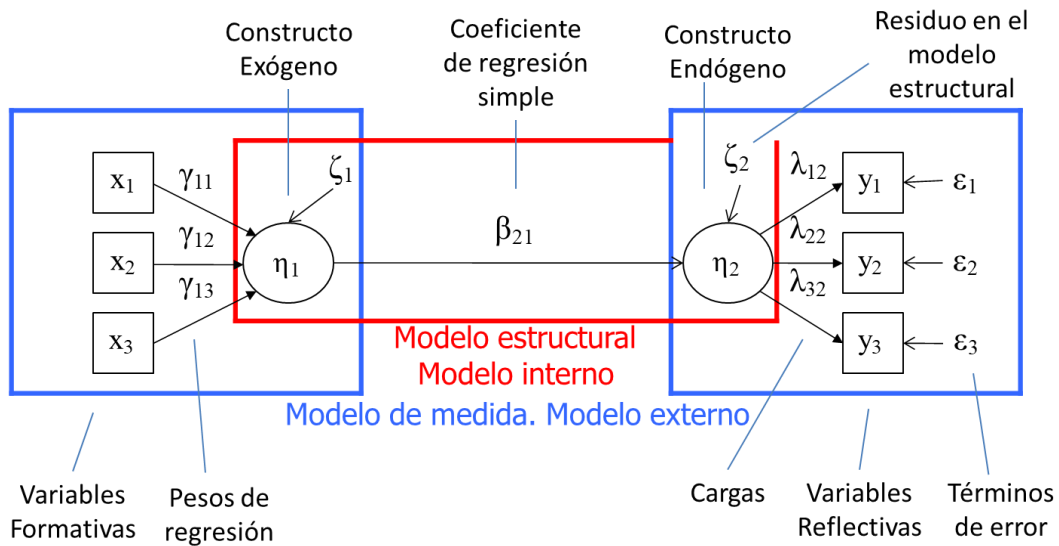 Constructo
Exógeno
Coeficiente
de regresión
simple
Constructo
Endógeno
Residuo en el
modelo
estructural
x₁
γ₁₁
ζ₁
ζ₂
λ₁₂
y₁
ε₁
x₂
γ₁₂
η₁
β₂₁
η₂
λ₂₂
y₂
ε₂
x₃
γ₁₃
λ₃₂
y₃
ε₃
Modelo estructural
Modelo interno
Modelo de medida. Modelo externo
Variables
Formativas
Pesos de
regresión
Cargas
Variables
Reflectivas
Términos
de error